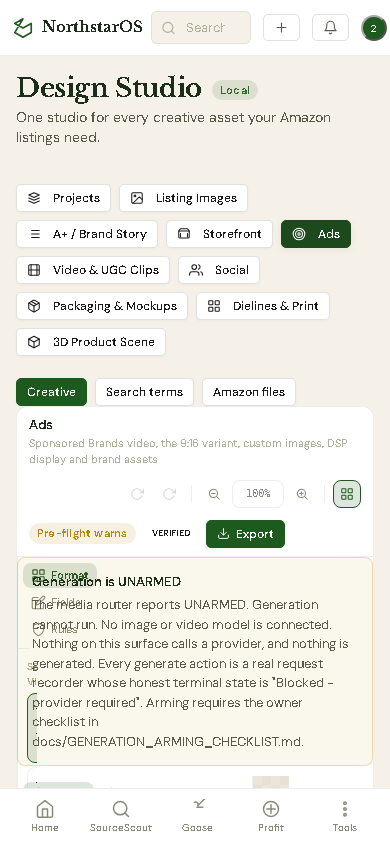 NorthstarOS
Search
2
Design Studio
Local
One studio for every creative asset your Amazon
listings need.
Projects
Listing Images
A+ / Brand Story
Storefront
Ads
Video & UGC Clips
Social
Packaging & Mockups
Dielines & Print
3D Product Scene
Creative
Search terms
Amazon files
Ads
Sponsored Brands video, the 9:16 variant, custom images, DSP
display and brand assets
100%
Pre-flight warns
VERIFIED
Export
Format
Generation is UNARMED
Fields
The media router reports UNARMED. Generation
cannot run. No image or video model is connected.
Rules
Nothing on this surface calls a provider, and nothing is
generated. Every generate action is a real request
recorder whose honest terminal state is "Blocked -
provider required". Arming requires the owner
checklist in
docs/GENERATION_ARMING_CHECKLIST.md.
Home
SourceScout
Goose
Profit
Tools